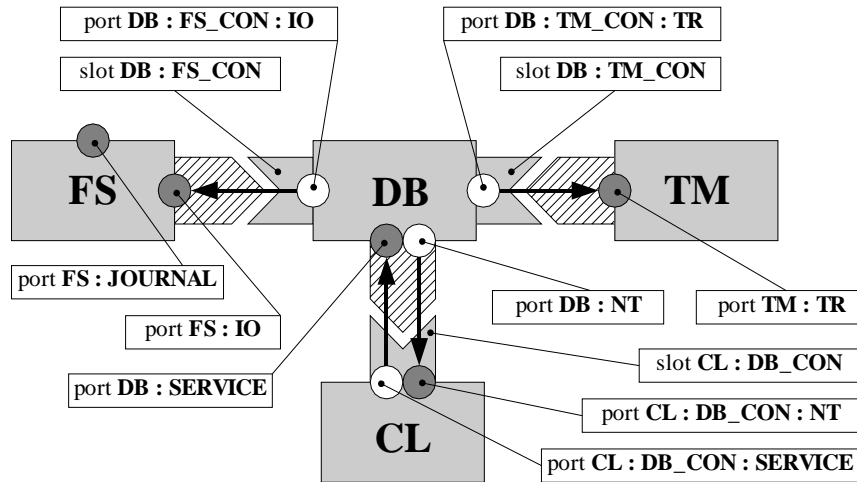 port DB : FS_CON : IO
port DB : TM_CON : TR
slot DB : FS_CON
slot DB : TM_CON
FS
DB
TM
port FS : JOURNAL
port DB : NT
port TM : TR
port FS : IO
slot CL : DB_CON
port DB : SERVICE
port CL : DB_CON : NT
CL
port CL : DB_CON : SERVICE